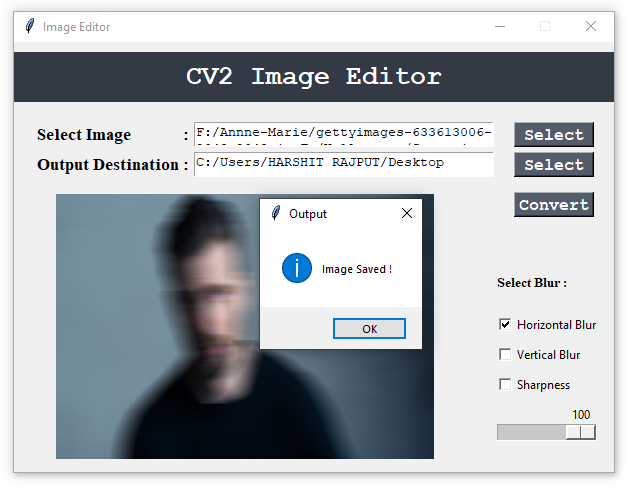 Image Editor
CV2 Image Editor
Select Image :
F:/Annne-Marie/gettyimages-633613006-
Select
Output Destination :
C:/Users/HARSHIT RAJPUT/Desktop
Select
Convert
Output
Image Saved !
OK
Select Blur :
Horizontal Blur
Vertical Blur
Sharpness
100